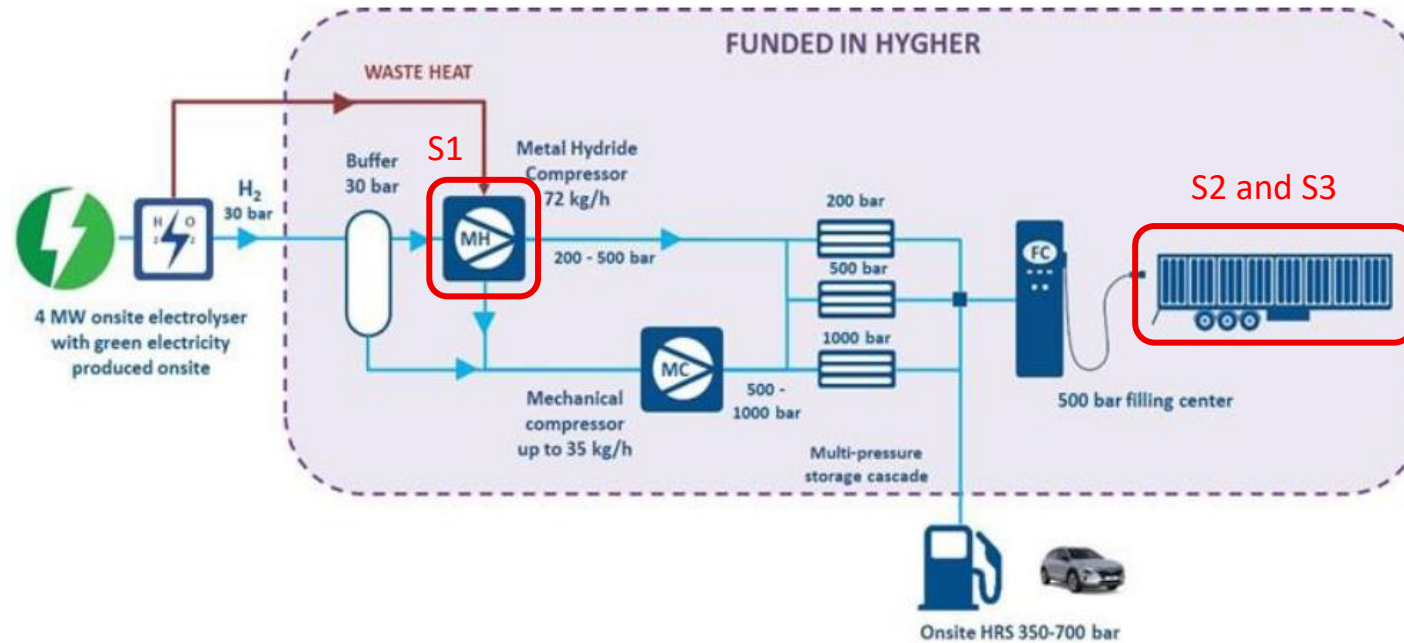 FUNDED IN HYGHER
WASTE HEAT
S1
Metal Hydride
Compressor
72 kg/h
Buffer
30 bar
H₂
30 bar
H O
2 2
MH
200 - 500 bar
200 bar
500 bar
1000 bar
FC
S2 and S3
4 MW onsite electrolyser
with green electricity
produced onsite
MC
500 -
1000 bar
Mechanical
compressor
up to 35 kg/h
Multi-pressure
storage cascade
500 bar filling center
Onsite HRS 350-700 bar